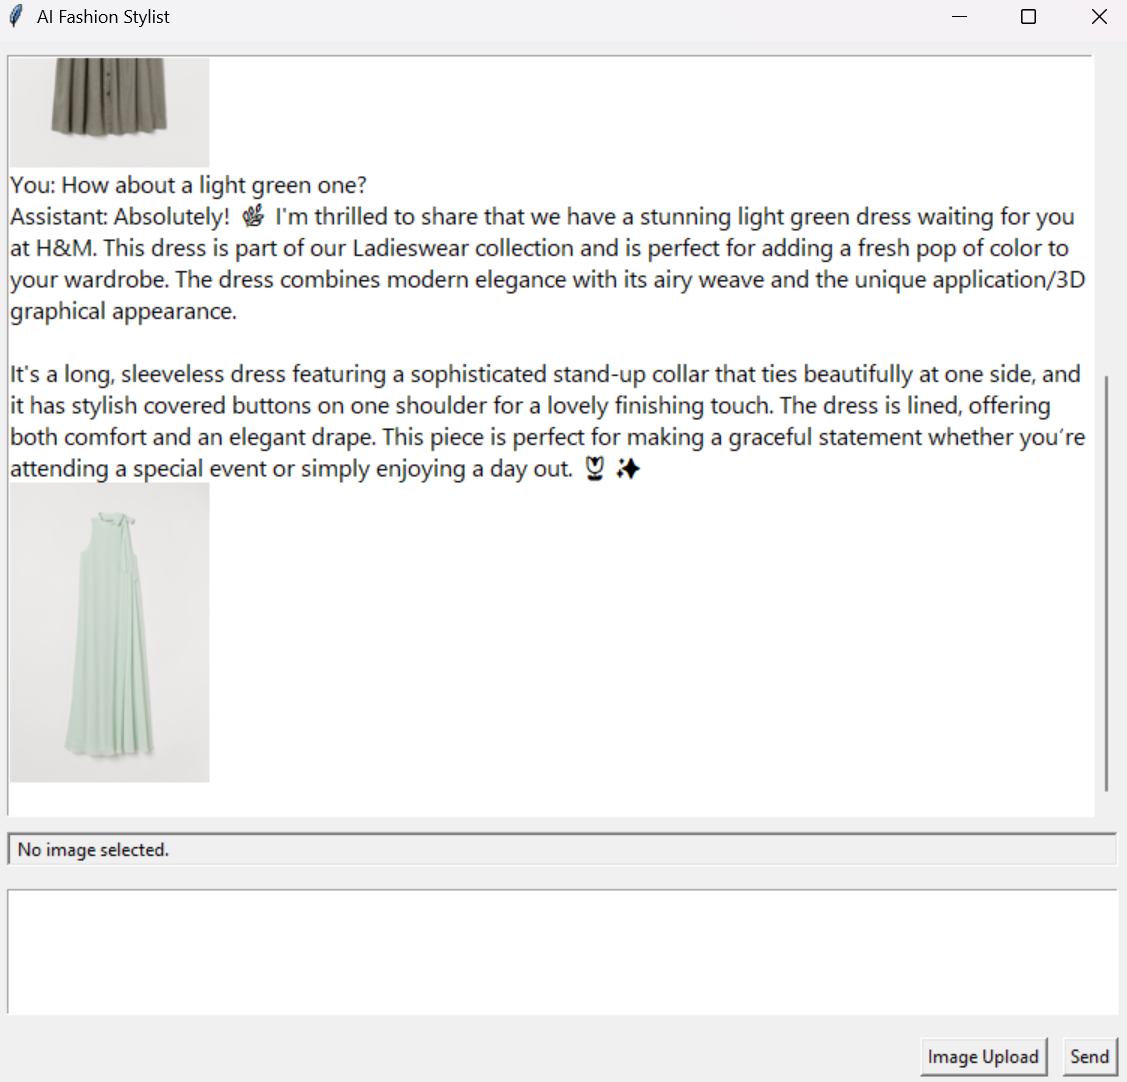 AI Fashion Stylist
You: How about a light green one?
Assistant: Absolutely! 🌿 I'm thrilled to share that we have a stunning light green dress waiting for you
at H&M. This dress is part of our Ladieswear collection and is perfect for adding a fresh pop of color to
your wardrobe. The dress combines modern elegance with its airy weave and the unique application/3D
graphical appearance.
It's a long, sleeveless dress featuring a sophisticated stand-up collar that ties beautifully at one side, and
it has stylish covered buttons on one shoulder for a lovely finishing touch. The dress is lined, offering
both comfort and an elegant drape. This piece is perfect for making a graceful statement whether you’re
attending a special event or simply enjoying a day out. 🌷 ✨
No image selected.
Image Upload Send